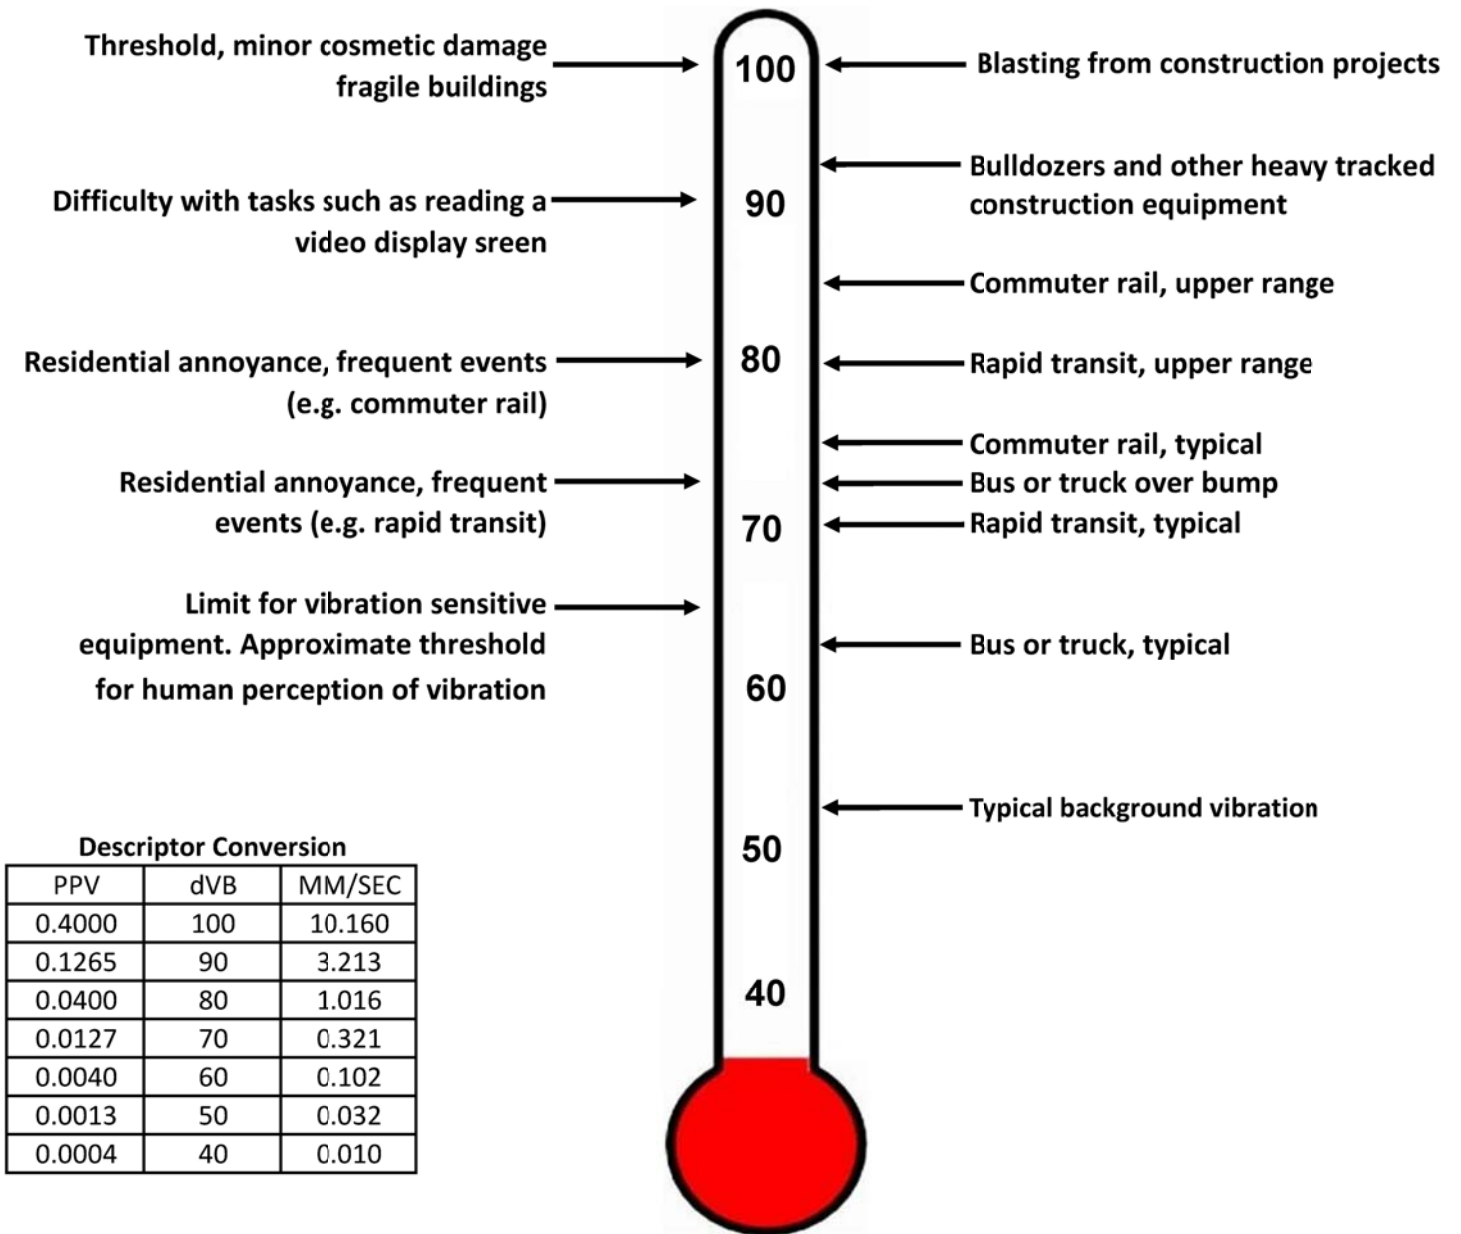 Threshold, minor cosmetic damage
fragile buildings
Difficulty with tasks such as reading a
video display sreen
Residential annoyance, frequent events
(e.g. commuter rail)
Residential annoyance, frequent
events (e.g. rapid transit)
Limit for vibration sensitive
equipment. Approximate threshold
for human perception of vibration
100
90
80
70
60
50
40
Blasting from construction projects
Bulldozers and other heavy tracked
construction equipment
Commuter rail, upper range
Rapid transit, upper range
Commuter rail, typical
Bus or truck over bump
Rapid transit, typical
Bus or truck, typical
Typical background vibration
Descriptor Conversion
PPV dVB MM/SEC
0.4000 100 10.160
0.1265 90 3.213
0.0400 80 1.016
0.0127 70 0.321
0.0040 60 0.102
0.0013 50 0.032
0.0004 40 0.010